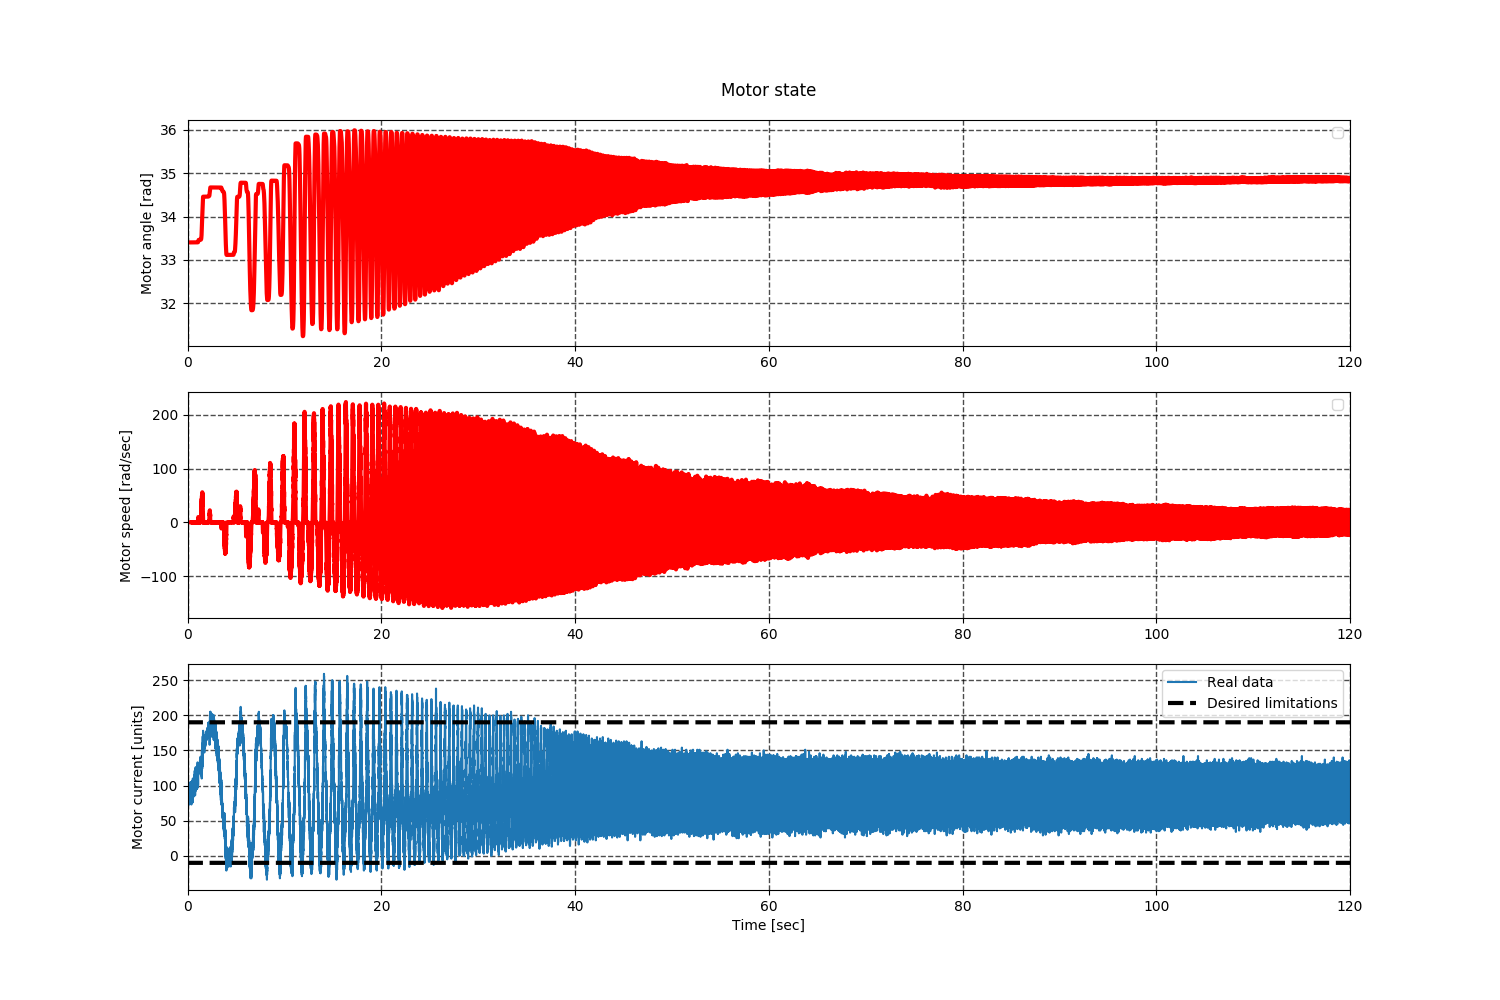 Motor state
Motor angle [rad]
36
35
34
33
32
0 20 40 60 80 100 120
Motor speed [rad/sec]
200
100
0
−100
0 20 40 60 80 100 120
Motor current [units]
250
200
150
100
50
0
Real data
Desired limitations
0 20 40 60 80 100 120
Time [sec]